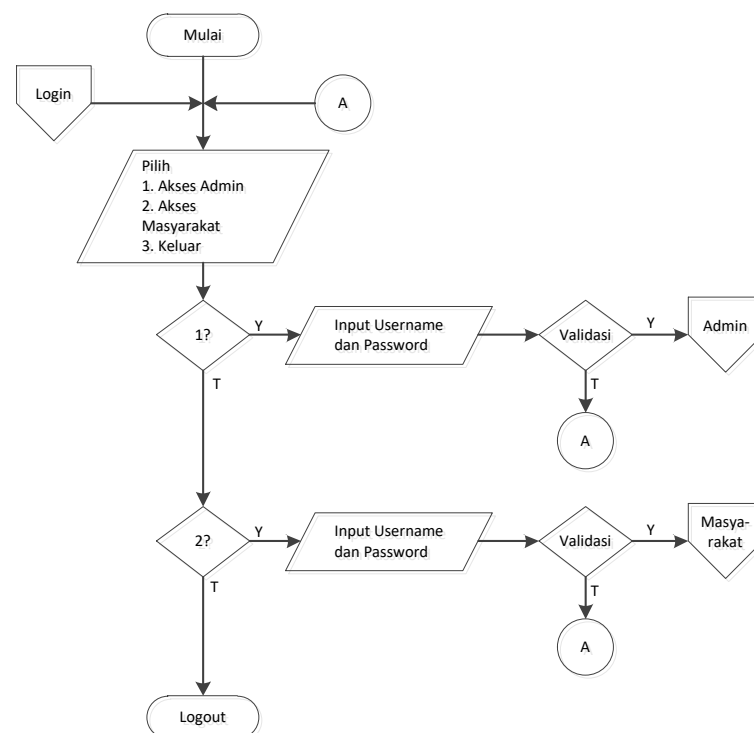 Mulai
Login
A
Pilih
1. Akses Admin
2. Akses
Masyarakat
3. Keluar
1?
Y
Input Username
dan Password
Validasi
Y
Admin
T
T
A
2?
Y
Input Username
dan Password
Validasi
Y
Masya-
rakat
T
T
A
Logout